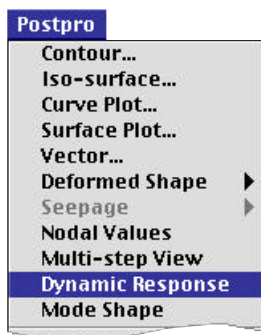 Postpro
Contour...
Iso-surface...
Curve Plot...
Surface Plot...
Vector...
Deformed Shape
Seepage
Nodal Values
Multi-step View
Dynamic Response
Mode Shape